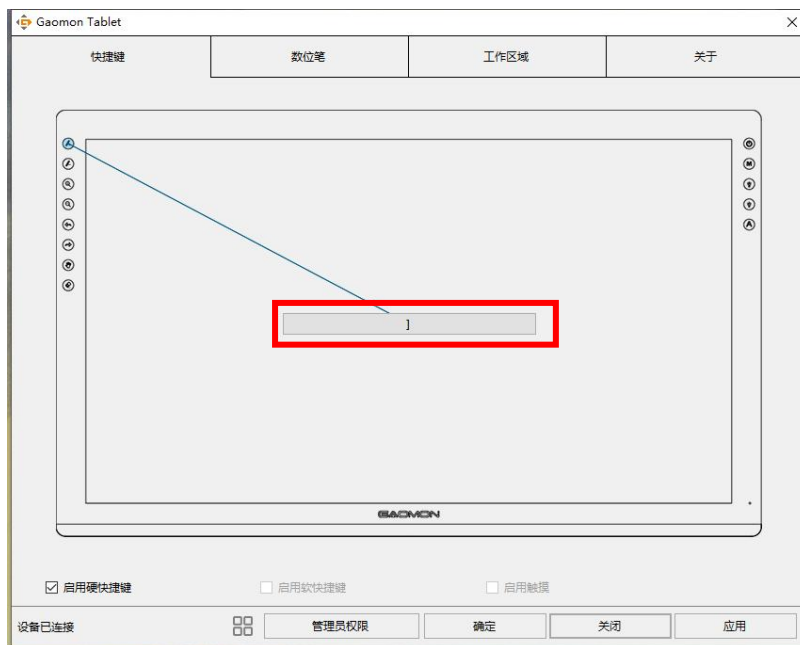 Gaomon Tablet
快捷键
数位笔
工作区域
关于
]
GAOMON
启用硬快捷键
启用软快捷键
启用触摸
设备已连接
管理员权限
确定
关闭
应用